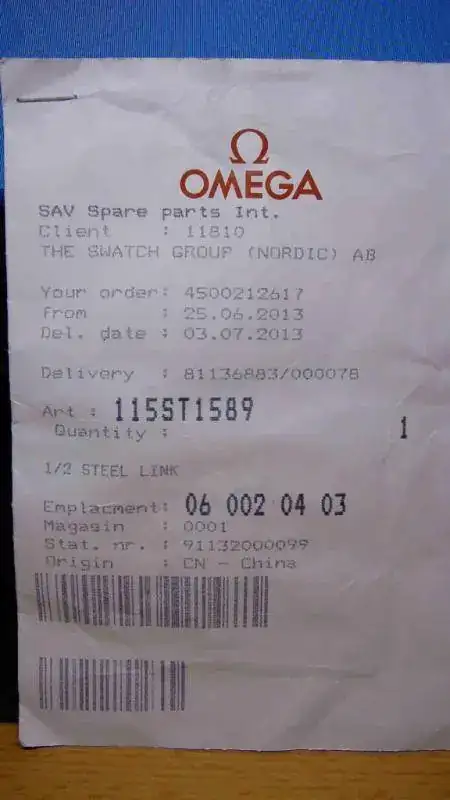 Ω
OMEGA
SAV Spare parts Int.
Client : 11810
THE SWATCH GROUP (NORDIC) AB
Your order: 4500212617
From : 25.06.2013
Del. date : 03.07.2013
Delivery : 81136883/000078
Art : 115ST1589
Quantity : 1
1/2 STEEL LINK
Emplacment: 06 002 04 03
Magasin : 0001
Stat. nr. : 91132000099
Origin : CN - China